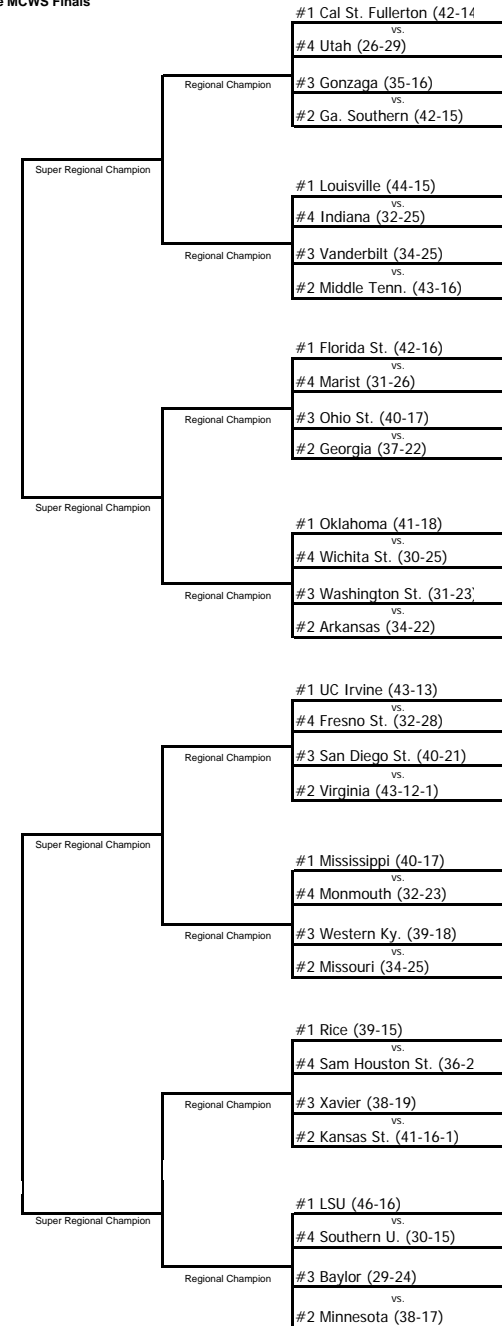 MCWS Finals
#1 Cal St. Fullerton (42-14
vs.
#4 Utah (26-29)
Regional Champion
#3 Gonzaga (35-16)
vs.
#2 Ga. Southern (42-15)
Super Regional Champion
#1 Louisville (44-15)
vs.
#4 Indiana (32-25)
Regional Champion
#3 Vanderbilt (34-25)
vs.
#2 Middle Tenn. (43-16)
#1 Florida St. (42-16)
vs.
#4 Marist (31-26)
Regional Champion
#3 Ohio St. (40-17)
vs.
#2 Georgia (37-22)
Super Regional Champion
#1 Oklahoma (41-18)
vs.
#4 Wichita St. (30-25)
Regional Champion
#3 Washington St. (31-23)
vs.
#2 Arkansas (34-22)
#1 UC Irvine (43-13)
vs.
#4 Fresno St. (32-28)
Regional Champion
#3 San Diego St. (40-21)
vs.
#2 Virginia (43-12-1)
Super Regional Champion
#1 Mississippi (40-17)
vs.
#4 Monmouth (32-23)
Regional Champion
#3 Western Ky. (39-18)
vs.
#2 Missouri (34-25)
#1 Rice (39-15)
vs.
#4 Sam Houston St. (36-2
Regional Champion
#3 Xavier (38-19)
vs.
#2 Kansas St. (41-16-1)
Super Regional Champion
#1 LSU (46-16)
vs.
#4 Southern U. (30-15)
Regional Champion
#3 Baylor (29-24)
vs.
#2 Minnesota (38-17)